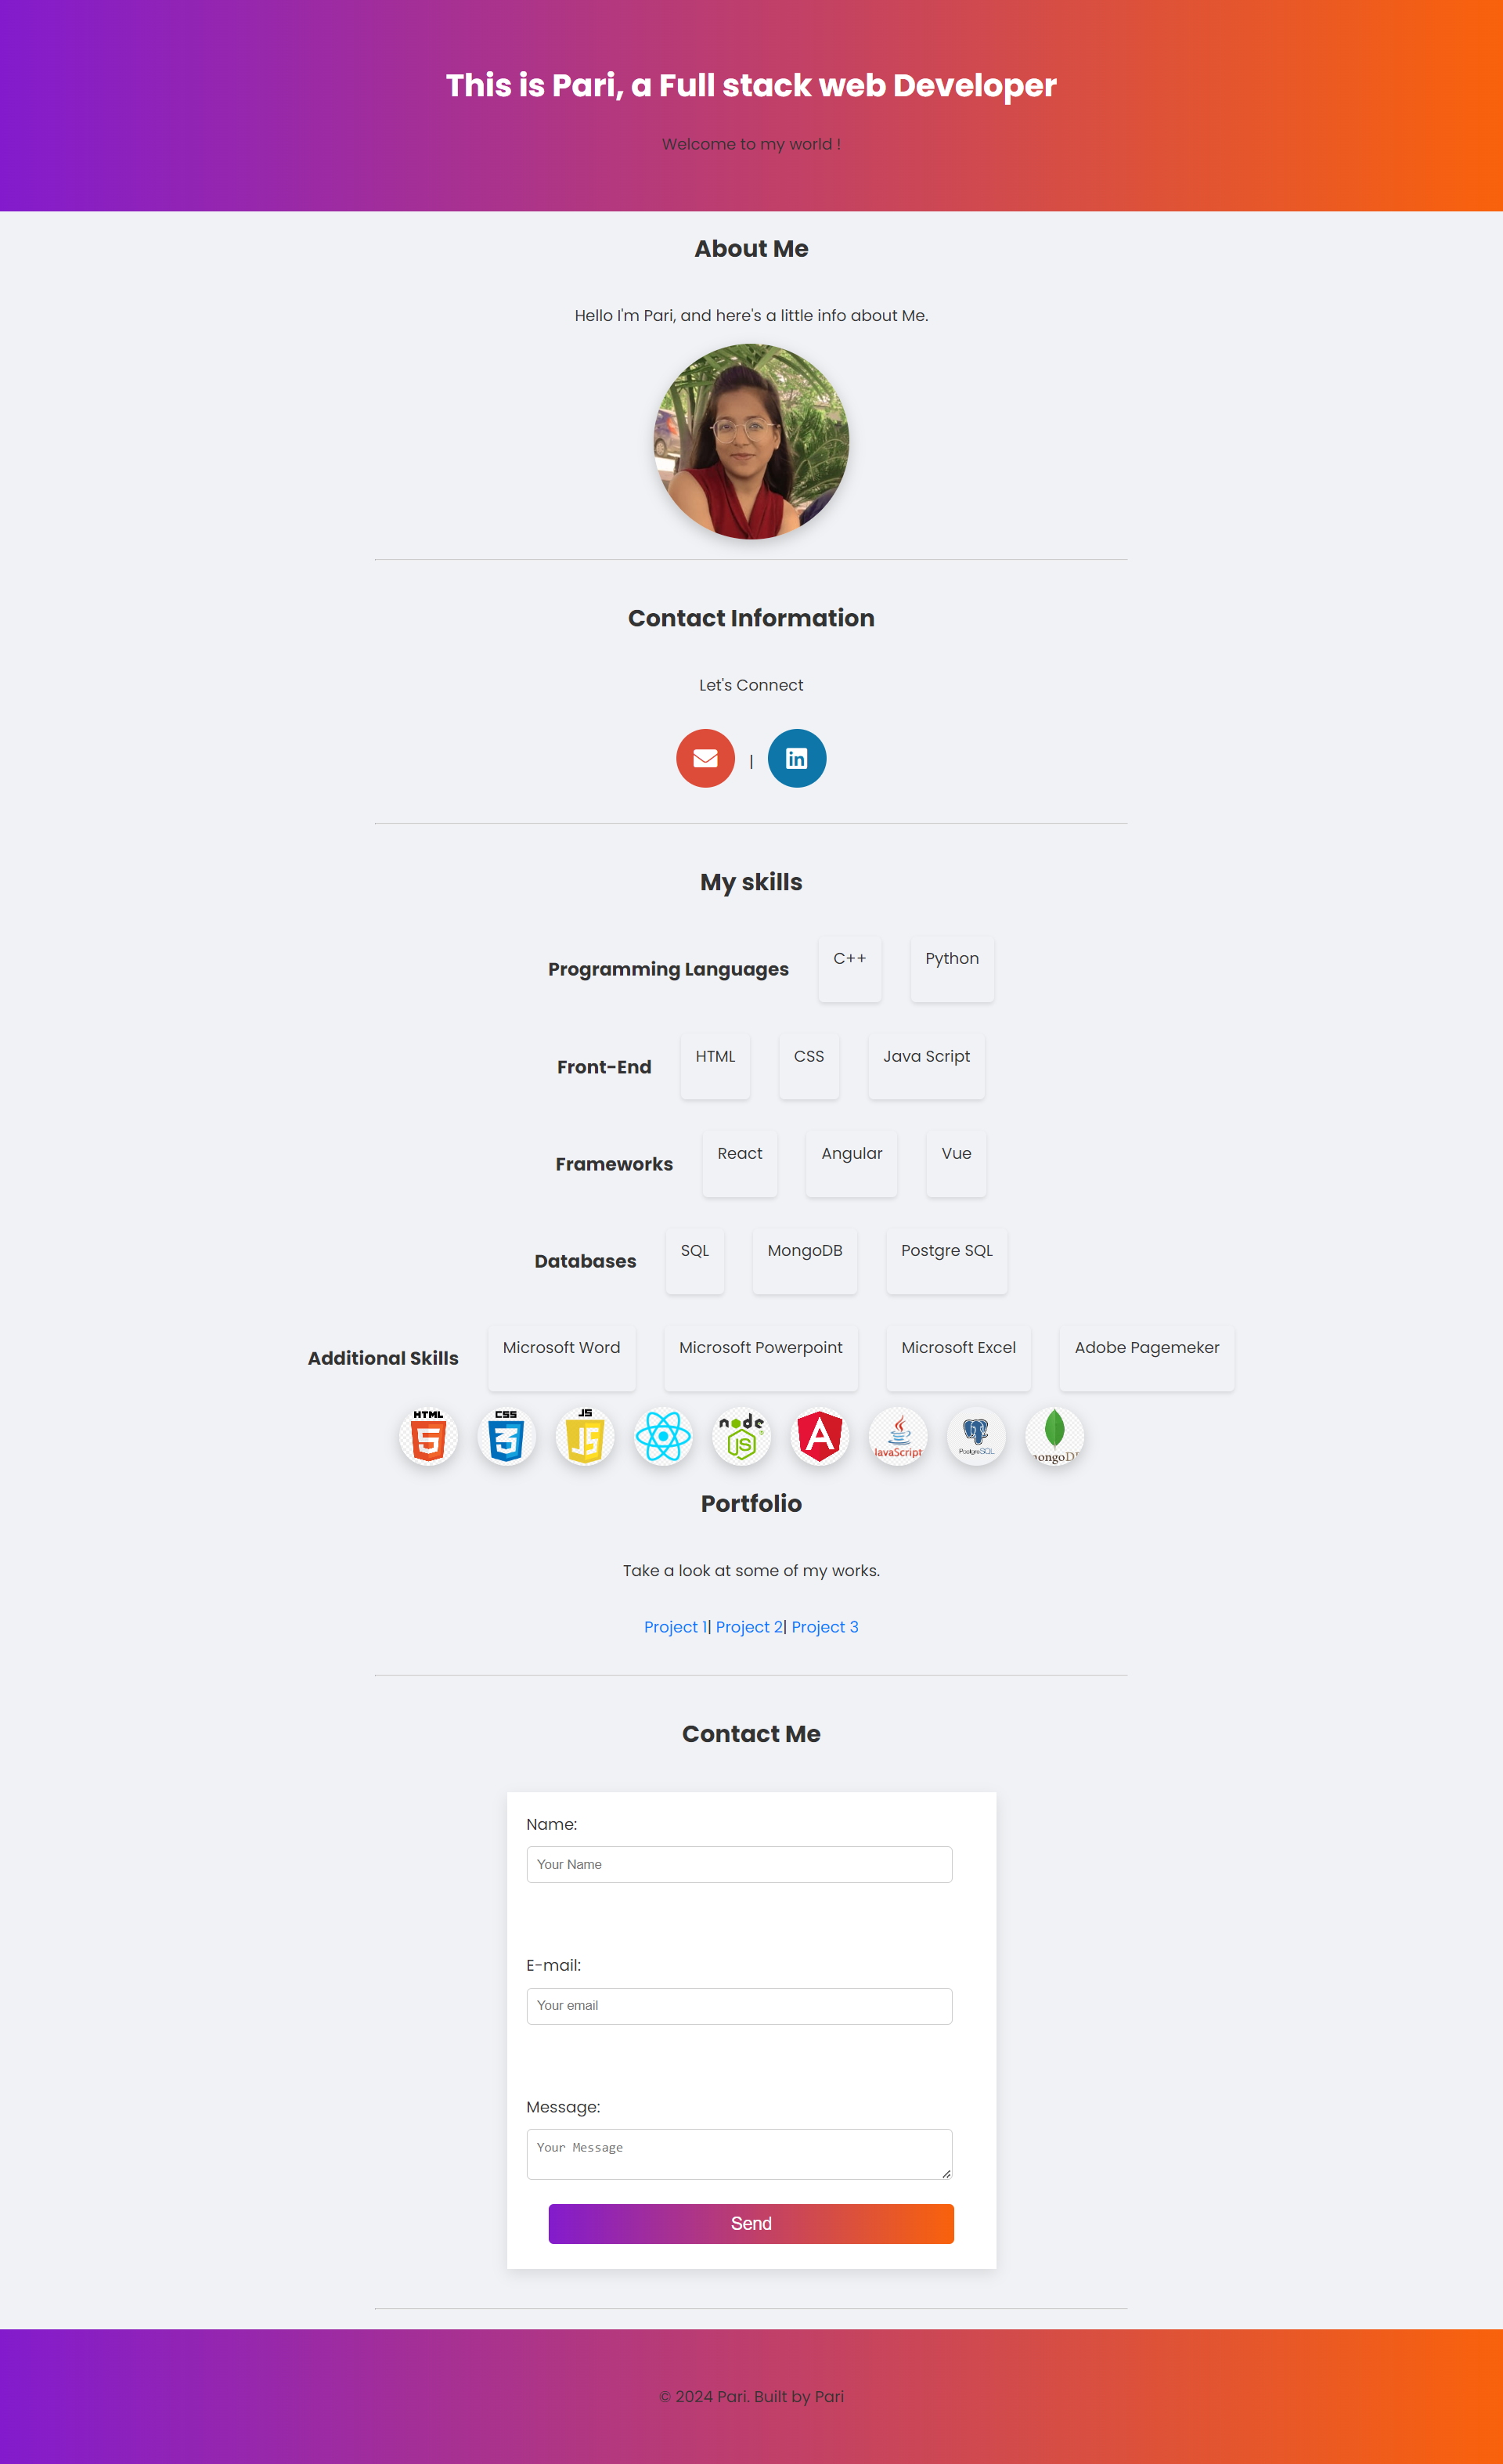 This is Pari, a Full stack web Developer
Welcome to my world !
About Me
Hello I'm Pari, and here's a little info about Me.
Contact Information
Let's Connect
|
My skills
Programming Languages C++ Python
Front-End HTML CSS Java Script
Frameworks React Angular Vue
Databases SQL MongoDB Postgre SQL
Additional Skills Microsoft Word Microsoft Powerpoint Microsoft Excel Adobe Pagemeker
HTML 5 CSS 3 JS JS node JS A JavaScript PostgreSQL mongoDB
Portfolio
Take a look at some of my works.
Project 1| Project 2| Project 3
Contact Me
Name:
Your Name
E-mail:
Your email
Message:
Your Message
Send
© 2024 Pari. Built by Pari